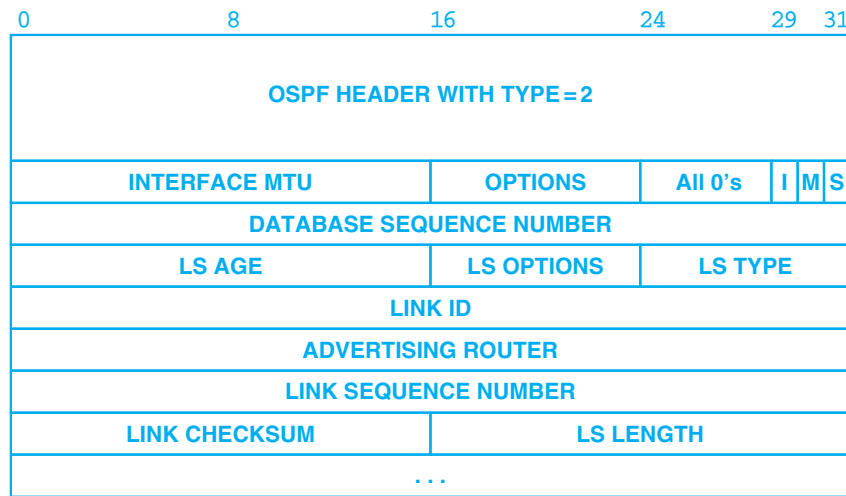 0 8 16 24 29 31
OSPF HEADER WITH TYPE = 2
INTERFACE MTU OPTIONS All 0's I M S
DATABASE SEQUENCE NUMBER
LS AGE LS OPTIONS LS TYPE
LINK ID
ADVERTISING ROUTER
LINK SEQUENCE NUMBER
LINK CHECKSUM LS LENGTH
. . .